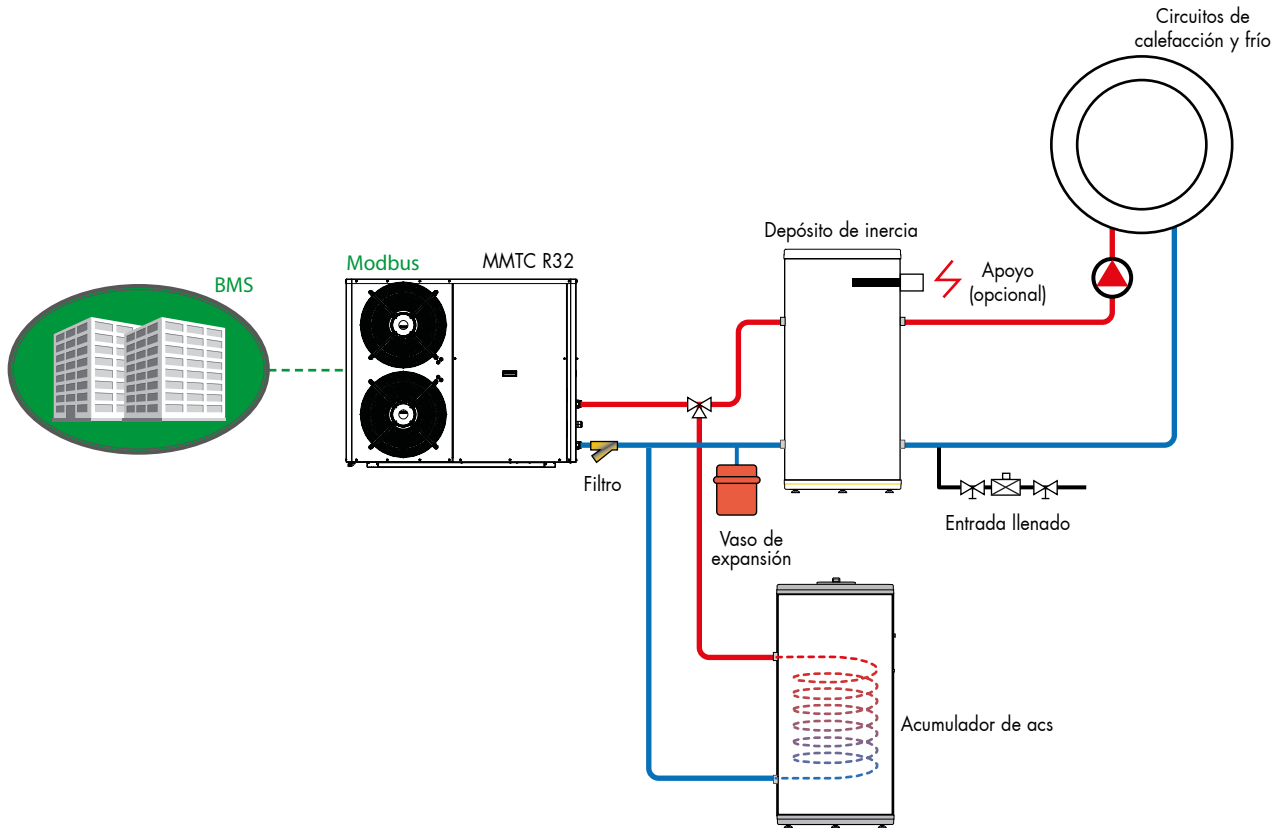 Circuitos de
calefacción y frío
Depósito de inercia
Modbus
MMTC R32
BMS
Apoyo
(opcional)
Filtro
Vaso de
expansión
Entrada llenado
Acumulador de acs